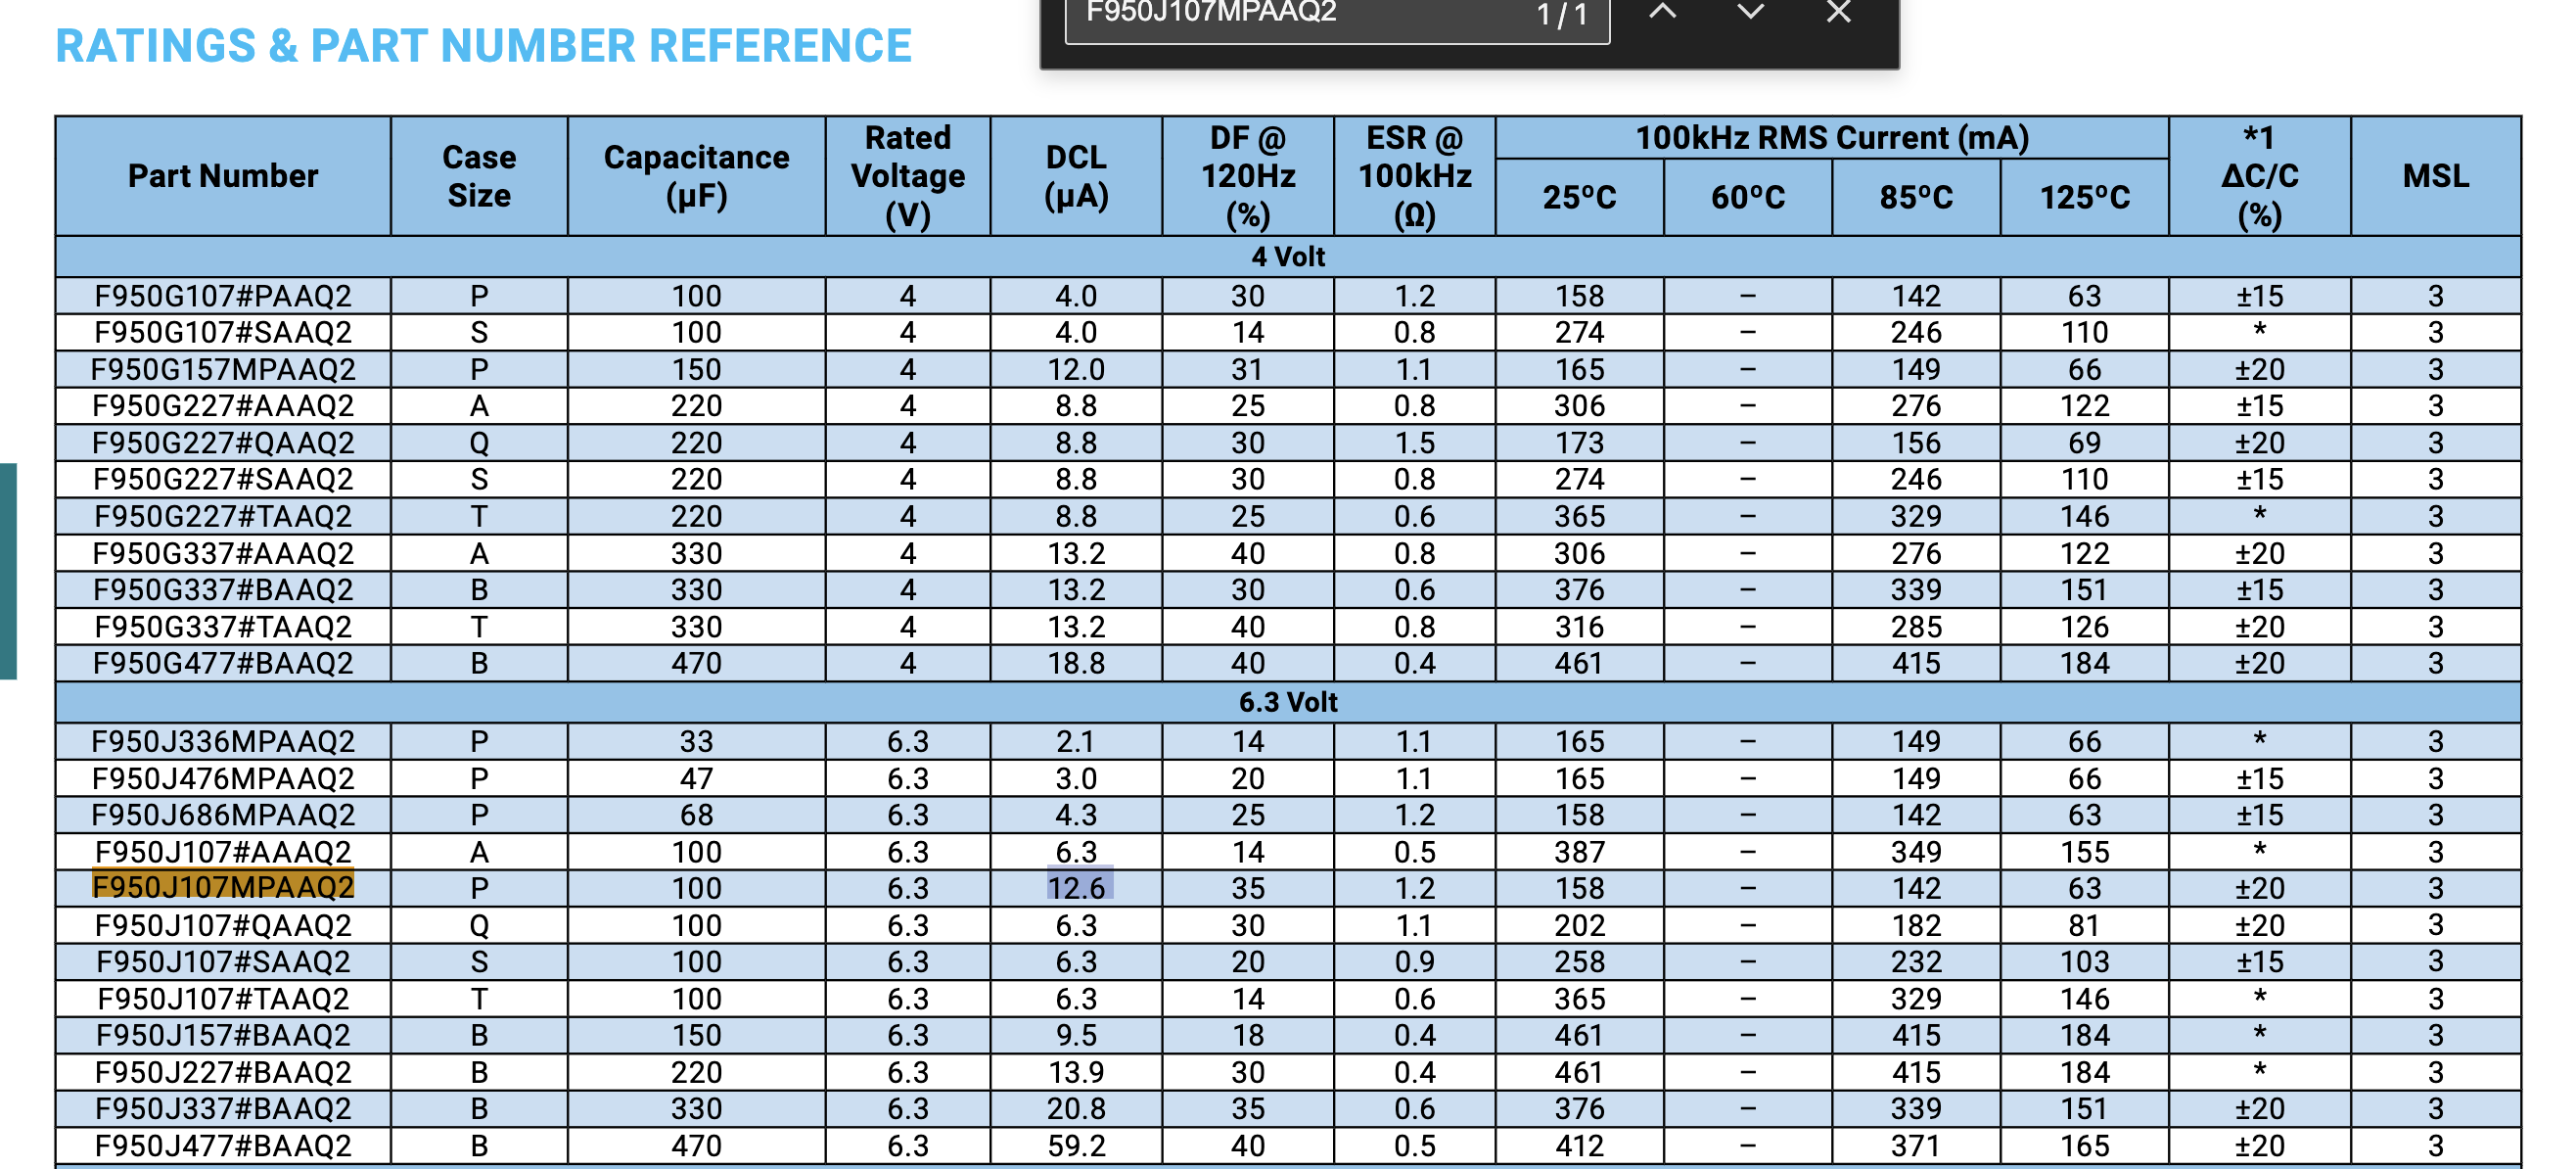 F950J107MPAAQ2 1/1
RATINGS & PART NUMBER REFERENCE
Part Number Case Size Capacitance (µF) Rated Voltage (V) DCL (µA) DF @ 120Hz (%) ESR @ 100kHz (Ω) 100kHz RMS Current (mA) *1 ΔC/C (%) MSL
25ºC 60ºC 85ºC 125ºC
4 Volt
F950G107#PAAQ2 P 100 4 4.0 30 1.2 158 – 142 63 ±15 3
F950G107#SAAQ2 S 100 4 4.0 14 0.8 274 – 246 110 * 3
F950G157MPAAQ2 P 150 4 12.0 31 1.1 165 – 149 66 ±20 3
F950G227#AAAQ2 A 220 4 8.8 25 0.8 306 – 276 122 ±15 3
F950G227#QAAQ2 Q 220 4 8.8 30 1.5 173 – 156 69 ±20 3
F950G227#SAAQ2 S 220 4 8.8 30 0.8 274 – 246 110 ±15 3
F950G227#TAAQ2 T 220 4 8.8 25 0.6 365 – 329 146 * 3
F950G337#AAAQ2 A 330 4 13.2 40 0.8 306 – 276 122 ±20 3
F950G337#BAAQ2 B 330 4 13.2 30 0.6 376 – 339 151 ±15 3
F950G337#TAAQ2 T 330 4 13.2 40 0.8 316 – 285 126 ±20 3
F950G477#BAAQ2 B 470 4 18.8 40 0.4 461 – 415 184 ±20 3
6.3 Volt
F950J336MPAAQ2 P 33 6.3 2.1 14 1.1 165 – 149 66 * 3
F950J476MPAAQ2 P 47 6.3 3.0 20 1.1 165 – 149 66 ±15 3
F950J686MPAAQ2 P 68 6.3 4.3 25 1.2 158 – 142 63 ±15 3
F950J107#AAAQ2 A 100 6.3 6.3 14 0.5 387 – 349 155 * 3
F950J107MPAAQ2 P 100 6.3 12.6 35 1.2 158 – 142 63 ±20 3
F950J107#QAAQ2 Q 100 6.3 6.3 30 1.1 202 – 182 81 ±20 3
F950J107#SAAQ2 S 100 6.3 6.3 20 0.9 258 – 232 103 ±15 3
F950J107#TAAQ2 T 100 6.3 6.3 14 0.6 365 – 329 146 * 3
F950J157#BAAQ2 B 150 6.3 9.5 18 0.4 461 – 415 184 * 3
F950J227#BAAQ2 B 220 6.3 13.9 30 0.4 461 – 415 184 * 3
F950J337#BAAQ2 B 330 6.3 20.8 35 0.6 376 – 339 151 ±20 3
F950J477#BAAQ2 B 470 6.3 59.2 40 0.5 412 – 371 165 ±20 3